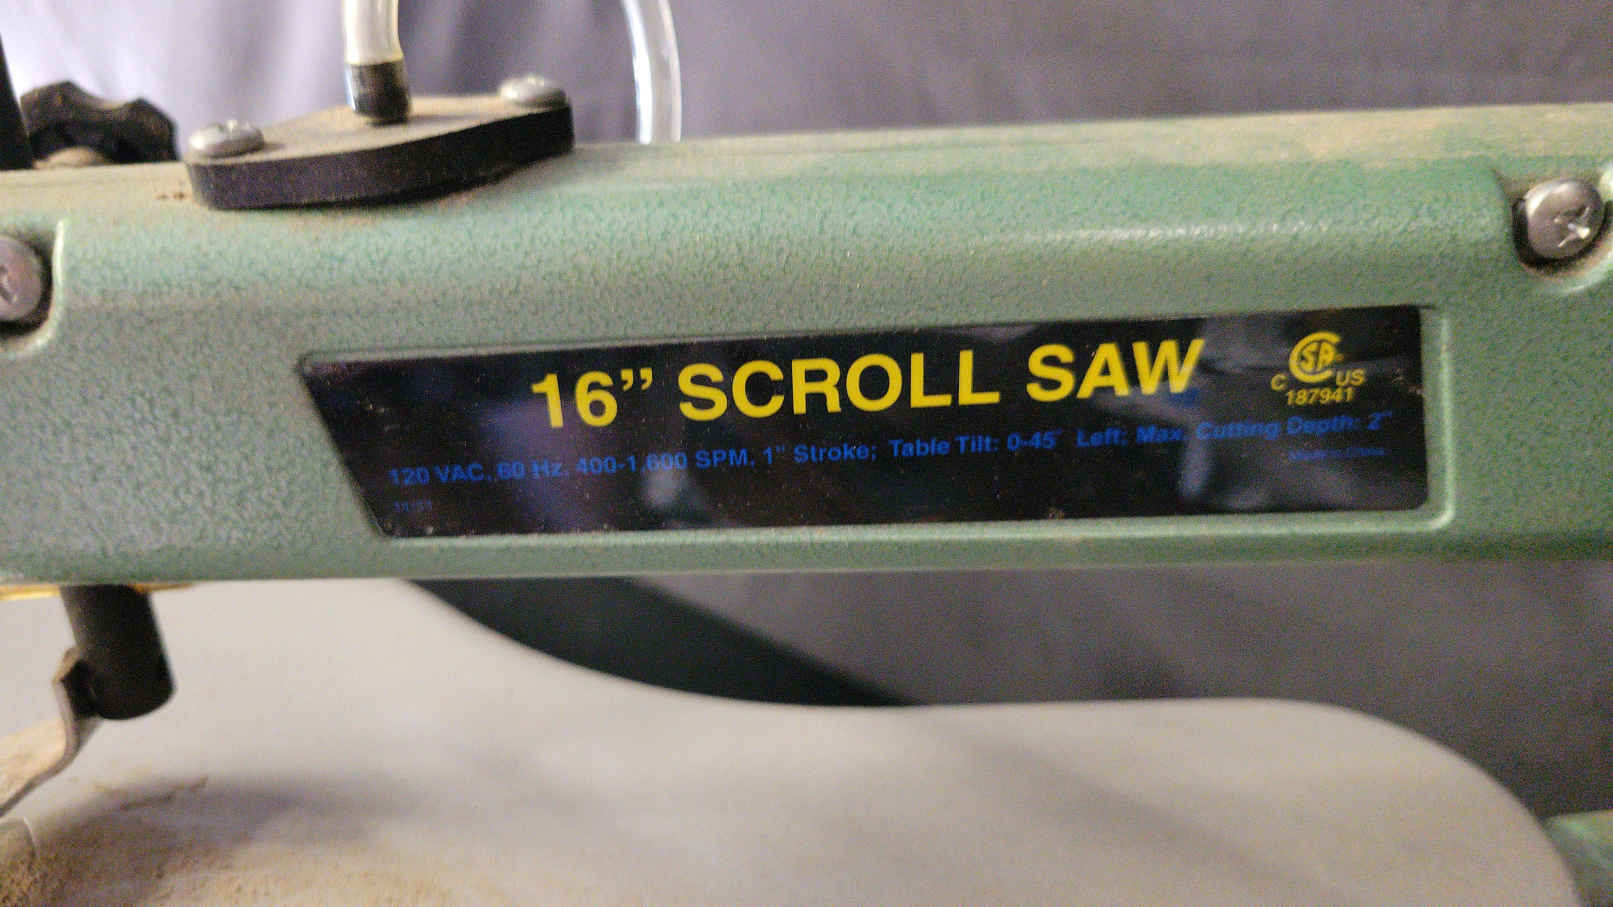 16” SCROLL SAW
SA
C US
187941
120 VAC, 60 Hz, 400-1,600 SPM, 1" Stroke; Table Tilt: 0-45° Left; Max. Cutting Depth: 2"
Made in China